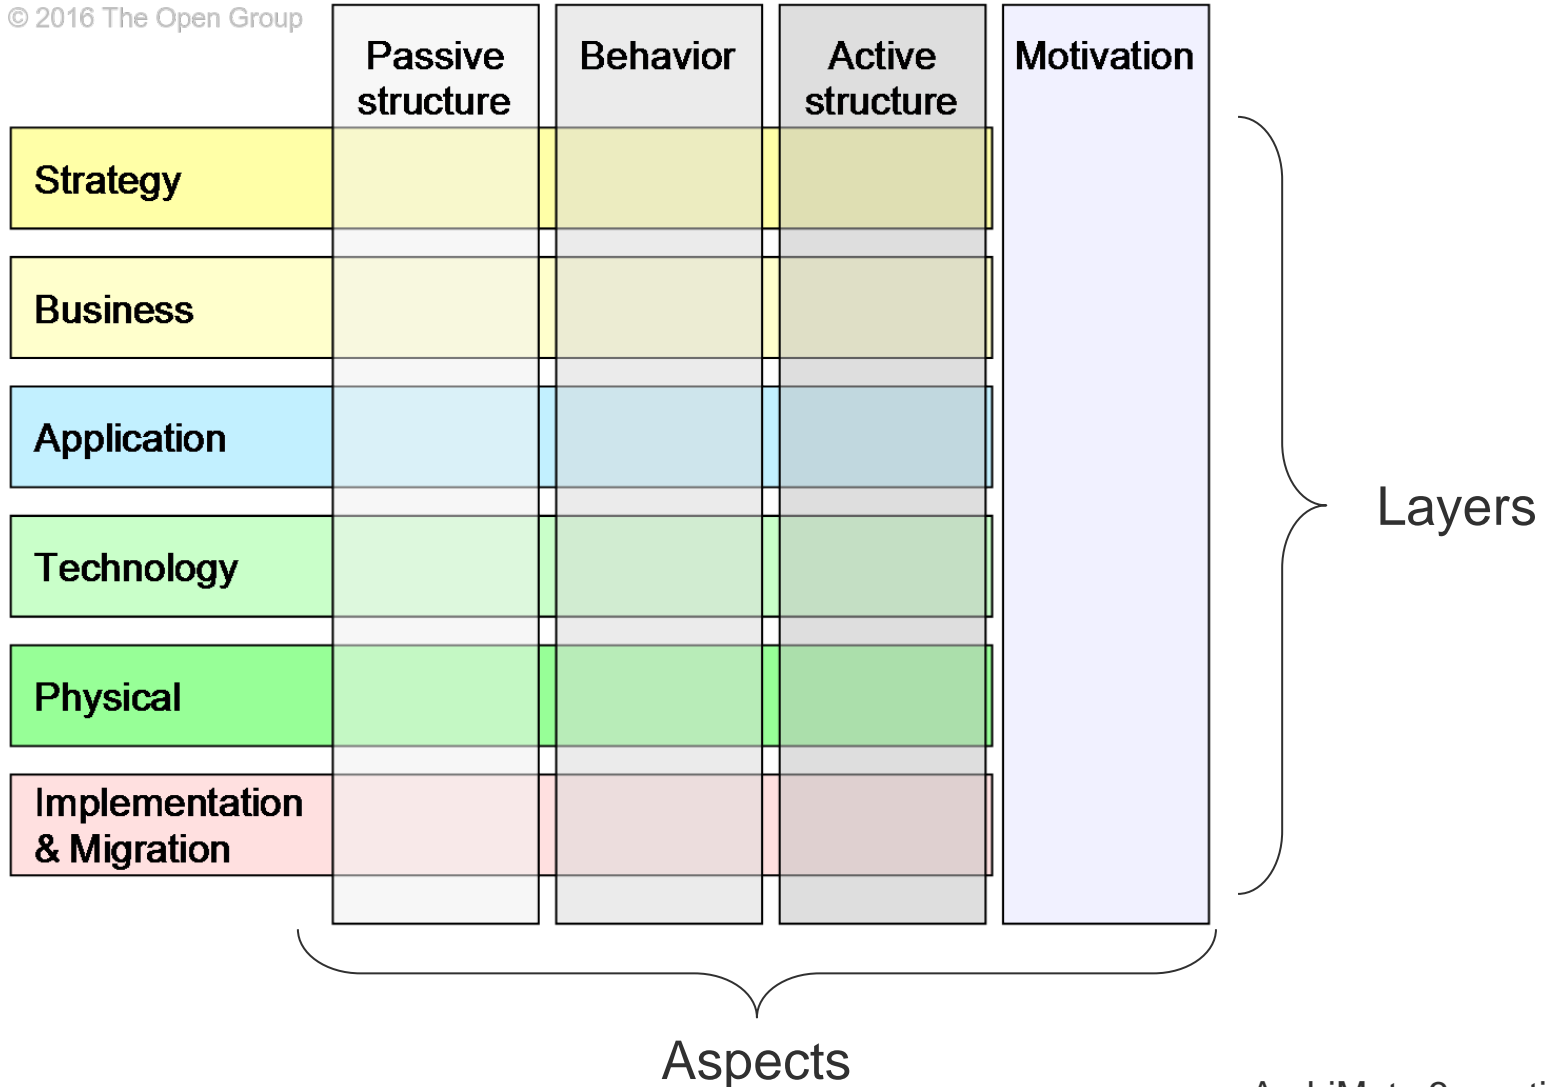 © 2016 The Open Group
Passive
structure
Behavior
Active
structure
Motivation
Strategy
Business
Application
Technology
Physical
Implementation
& Migration
Layers
Aspects